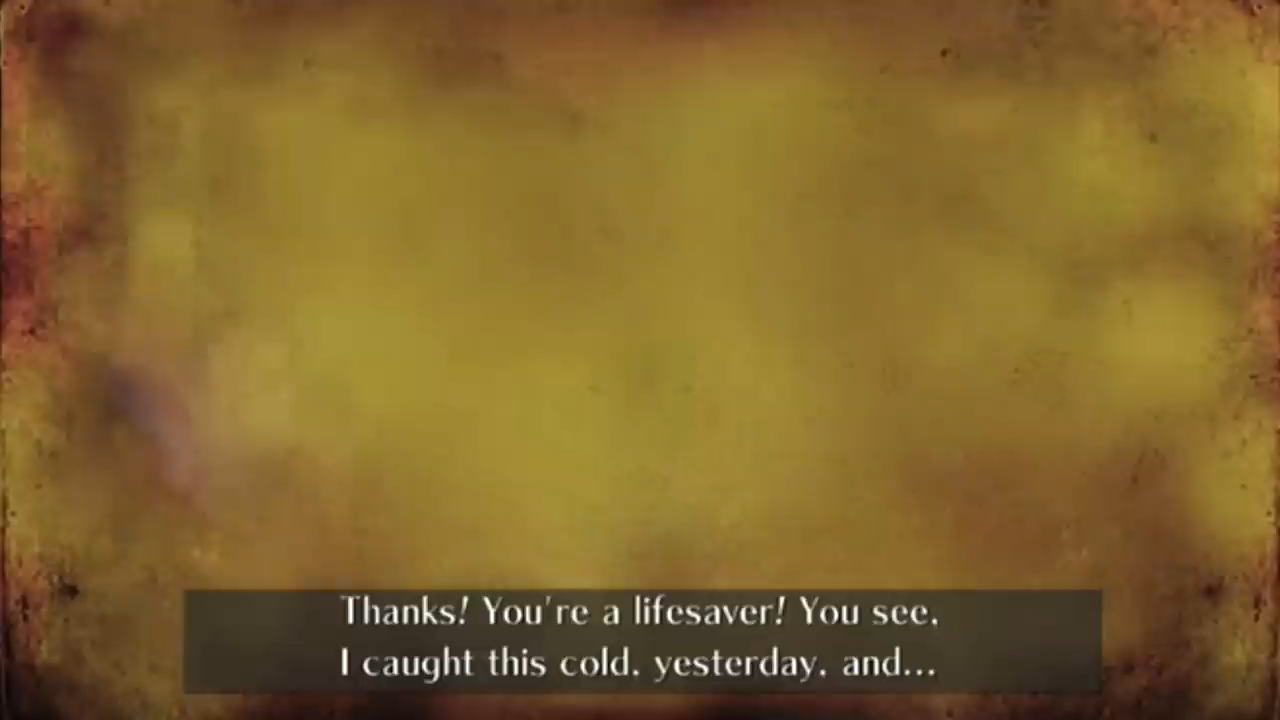 Thanks! You're a lifesaver! You see,
I caught this cold, yesterday, and...